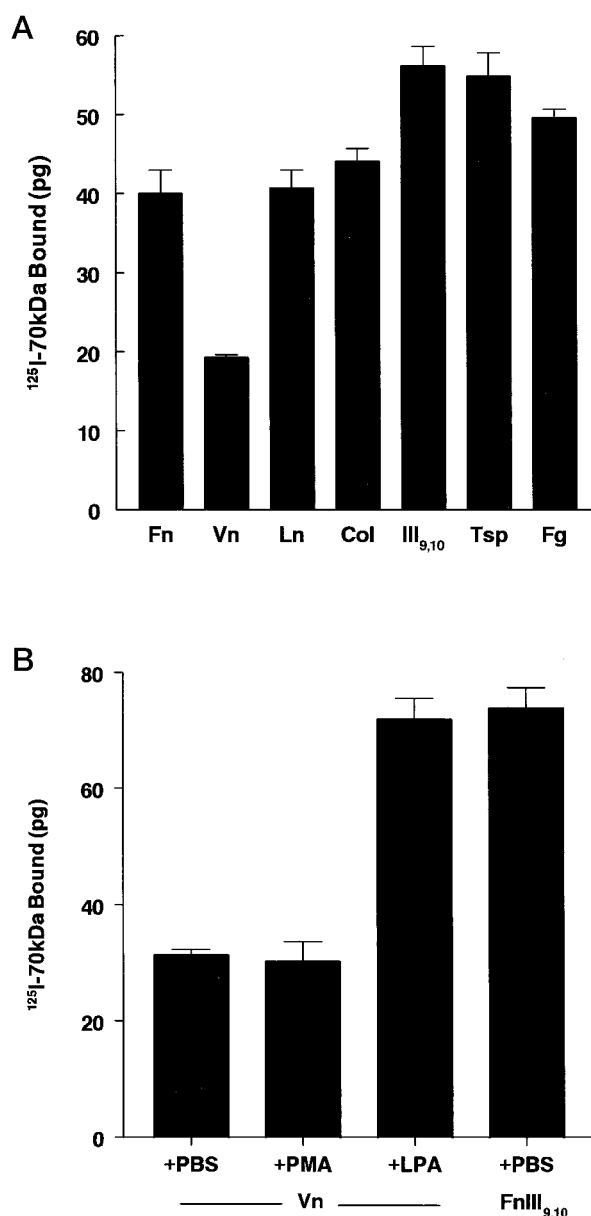 A
¹²⁵I-70kDa Bound (pg)
60
50
40
30
20
10
0
Fn Vn Ln Col III₉,₁₀ Tsp Fg
B
¹²⁵I-70kDa Bound (pg)
80
60
40
20
0
+PBS +PMA +LPA +PBS
Vn FnIII₉,₁₀